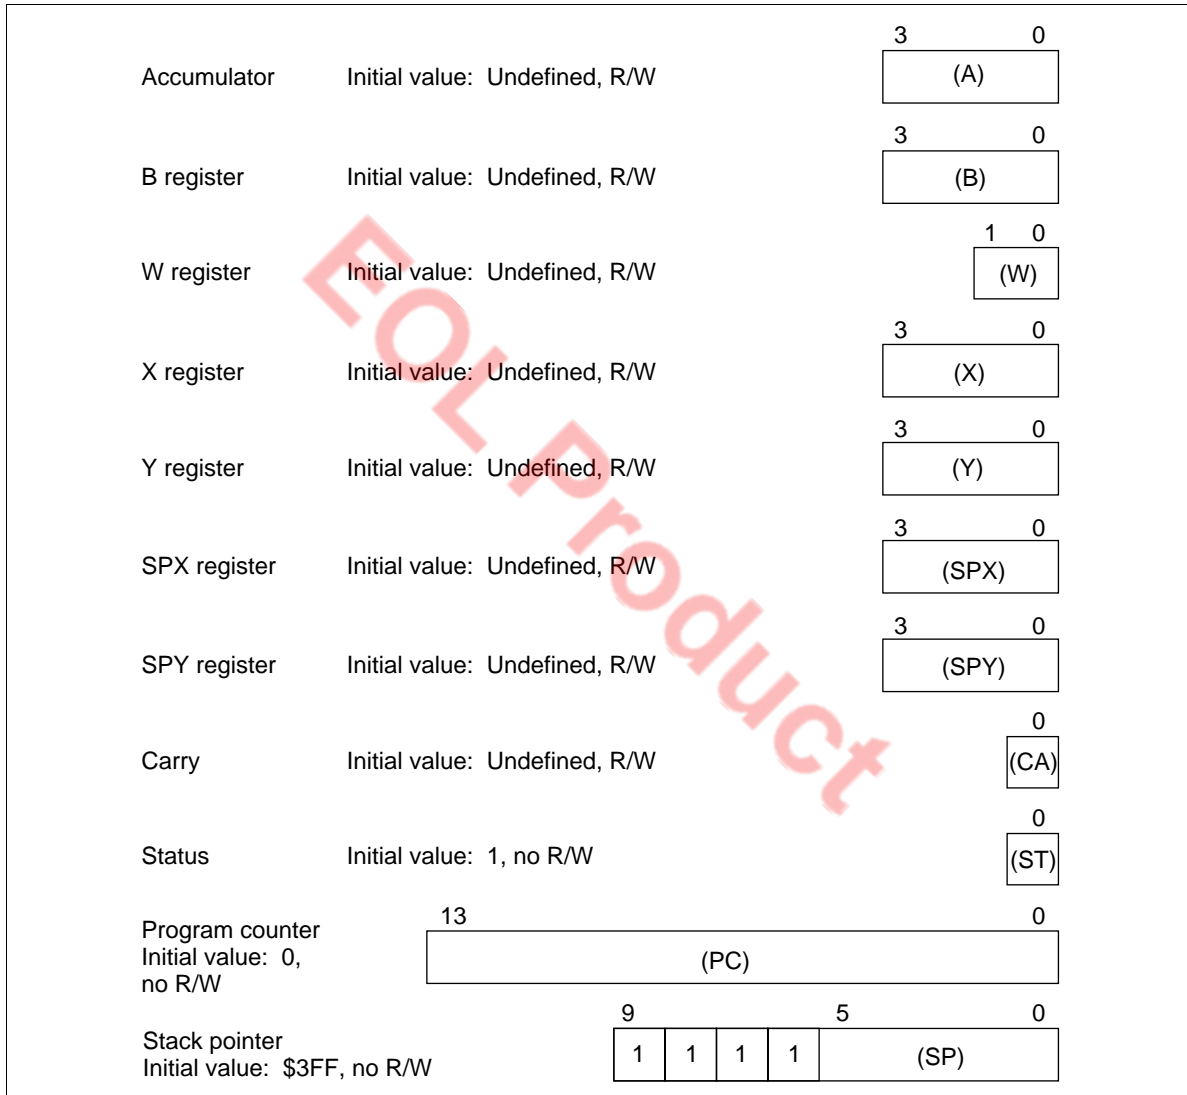 3 0
Accumulator Initial value: Undefined, R/W (A)
3 0
B register Initial value: Undefined, R/W (B)
1 0
W register Initial value: Undefined, R/W (W)
3 0
X register Initial value: Undefined, R/W (X)
3 0
Y register Initial value: Undefined, R/W (Y)
3 0
SPX register Initial value: Undefined, R/W (SPX)
3 0
SPY register Initial value: Undefined, R/W (SPY)
0
Carry Initial value: Undefined, R/W (CA)
0
Status Initial value: 1, no R/W (ST)
13 0
Program counter
Initial value: 0,
no R/W
(PC)
9 5 0
Stack pointer
Initial value: $3FF, no R/W
1 1 1 1 (SP)
EOL Product